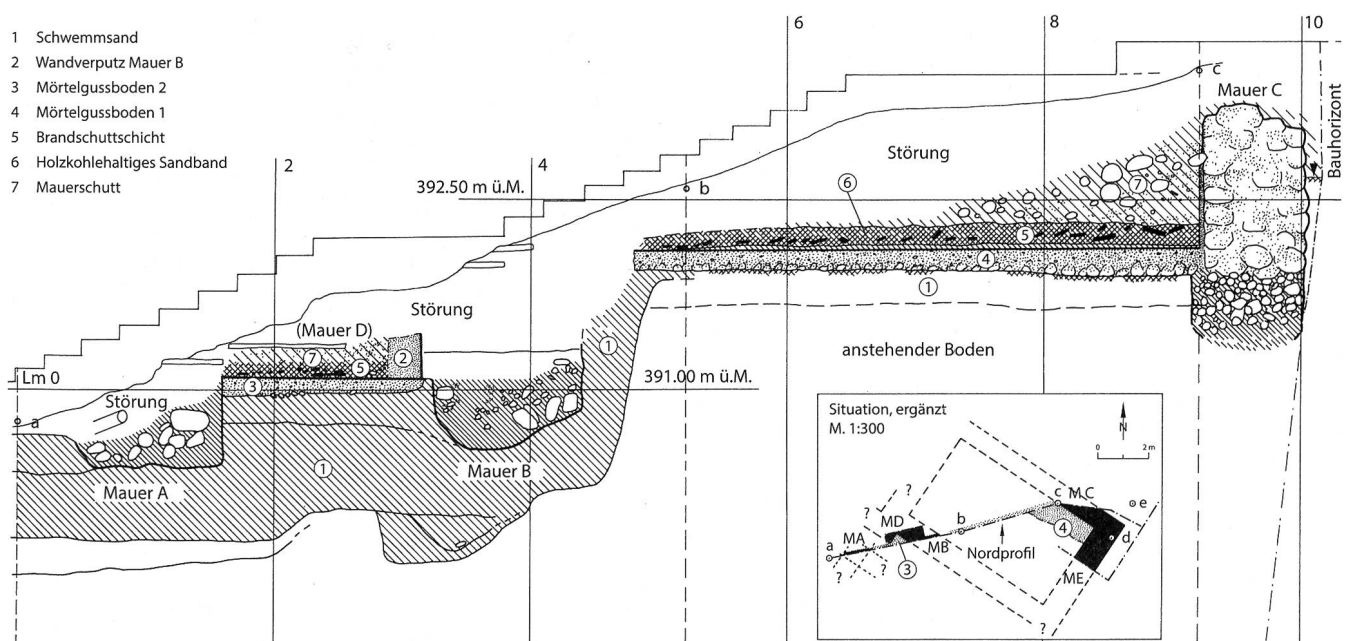 1 Schwemmsand
2 Wandverputz Mauer B
3 Mörtelgussboden 2
4 Mörtelgussboden 1
5 Brandschuttschicht
6 Holzkohlehaltiges Sandband
7 Mauerschutt
2
4
6
8
10
c
Mauer C
Bauhorizont
Störung
392.50 m ü.M.
b
6
7
5
4
1
Störung
(Mauer D)
7
5
2
1
Lm 0
3
391.00 m ü.M.
anstehender Boden
Störung
a
1
Mauer A
Mauer B
Situation, ergänzt
M. 1:300
N
0 2 m
?
?
c
MC
e
MD
b
4
MA
MB
a
d
?
?
3
Nordprofil
ME
?
?